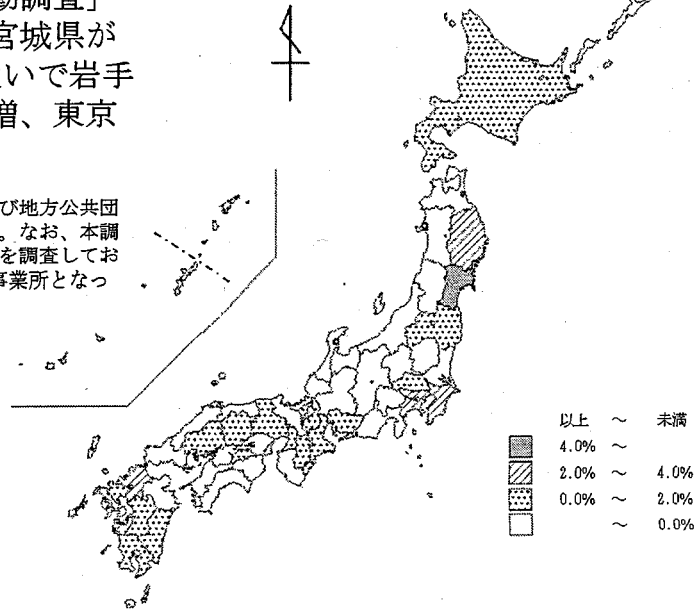 動調査」
宮城県が
いで岩手
増、東京
び地方公共団
。なお、本調
を調査してお
事業所となっ
以上 ～ 未満
4.0% ～
2.0% ～ 4.0%
0.0% ～ 2.0%
～ 0.0%